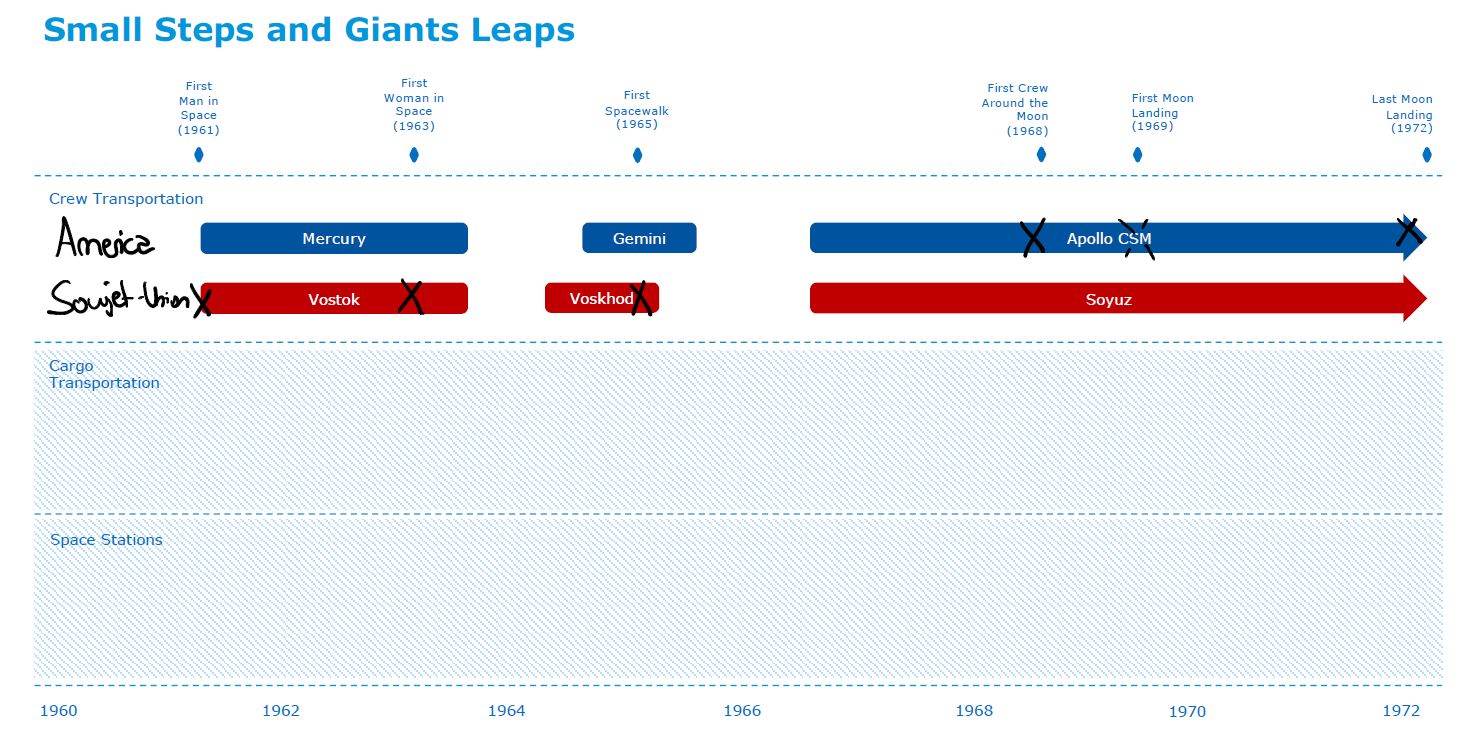 Small Steps and Giants Leaps
First
Man in
Space
(1961)
First
Woman in
Space
(1963)
First
Spacewalk
(1965)
First Crew
Around the
Moon
(1968)
First Moon
Landing
(1969)
Last Moon
Landing
(1972)
Crew Transportation
America
Mercury
Gemini
Apollo CSM
Soujet-Union
Vostok
Voskhod
Soyuz
Cargo
Transportation
Space Stations
1960 1962 1964 1966 1968 1970 1972